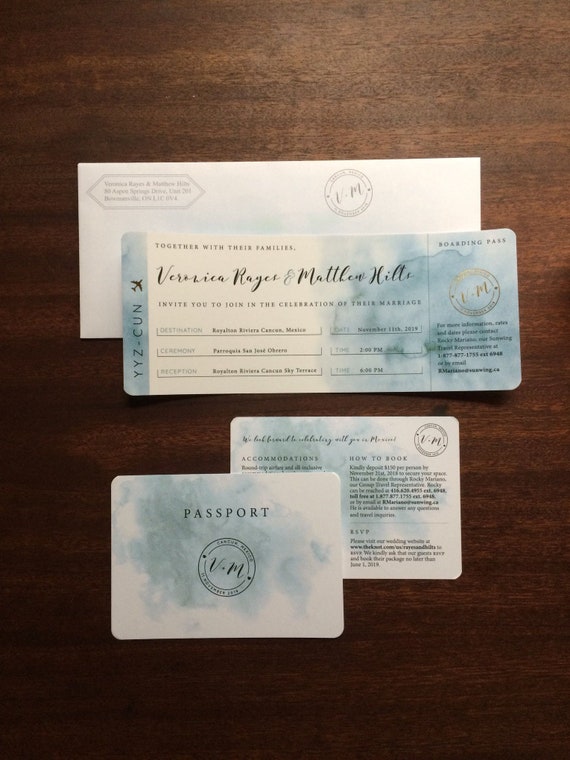 Veronica Rayes & Matthew Hilts
80 Aspen Springs Drive, Unit 201
Bowmanville, ON L1C 0V4
V M
YYZ-CUN
TOGETHER WITH THEIR FAMILIES,
Veronica Rayes & Matthew Hilts
INVITE YOU TO JOIN IN THE CELEBRATION OF THEIR MARRIAGE
DESTINATION Royalton Riviera Cancun, Mexico DATE November 11th, 2019
CEREMONY Parroquia San José Obrero TIME 2:00 PM
RECEPTION Royalton Riviera Cancun Sky Terrace TIME 6:00 PM
BOARDING PASS
V M
For more information, rates
and dates please contact
Rocky Mariano, our Sunwing
Travel Representative at
1-877-877-1755 ext 6948
or by email
RMariano@sunwing.ca
We look forward to celebrating with you in Mexico!
V M
ACCOMMODATIONS
Round-trip airfare and all inclusive
HOW TO BOOK
Kindly deposit $150 per person by
November 21st, 2018 to secure your space.
This can be done through Rocky Mariano,
our Group Travel Representative. Rocky
can be reached at 416.620.4955 ext. 6948,
toll free at 1.877.877.1755 ext. 6948,
or by email at RMariano@sunwing.ca
He is available to answer any questions
and travel inquiries.
RSVP
Please visit our wedding website at
www.theknot.com/us/rayesandhilts to
RSVP. We kindly ask that our guests
and book their package no later than
June 1, 2019.
PASSPORT
CANCUN, MEXICO
V M
11 NOVEMBER 2019